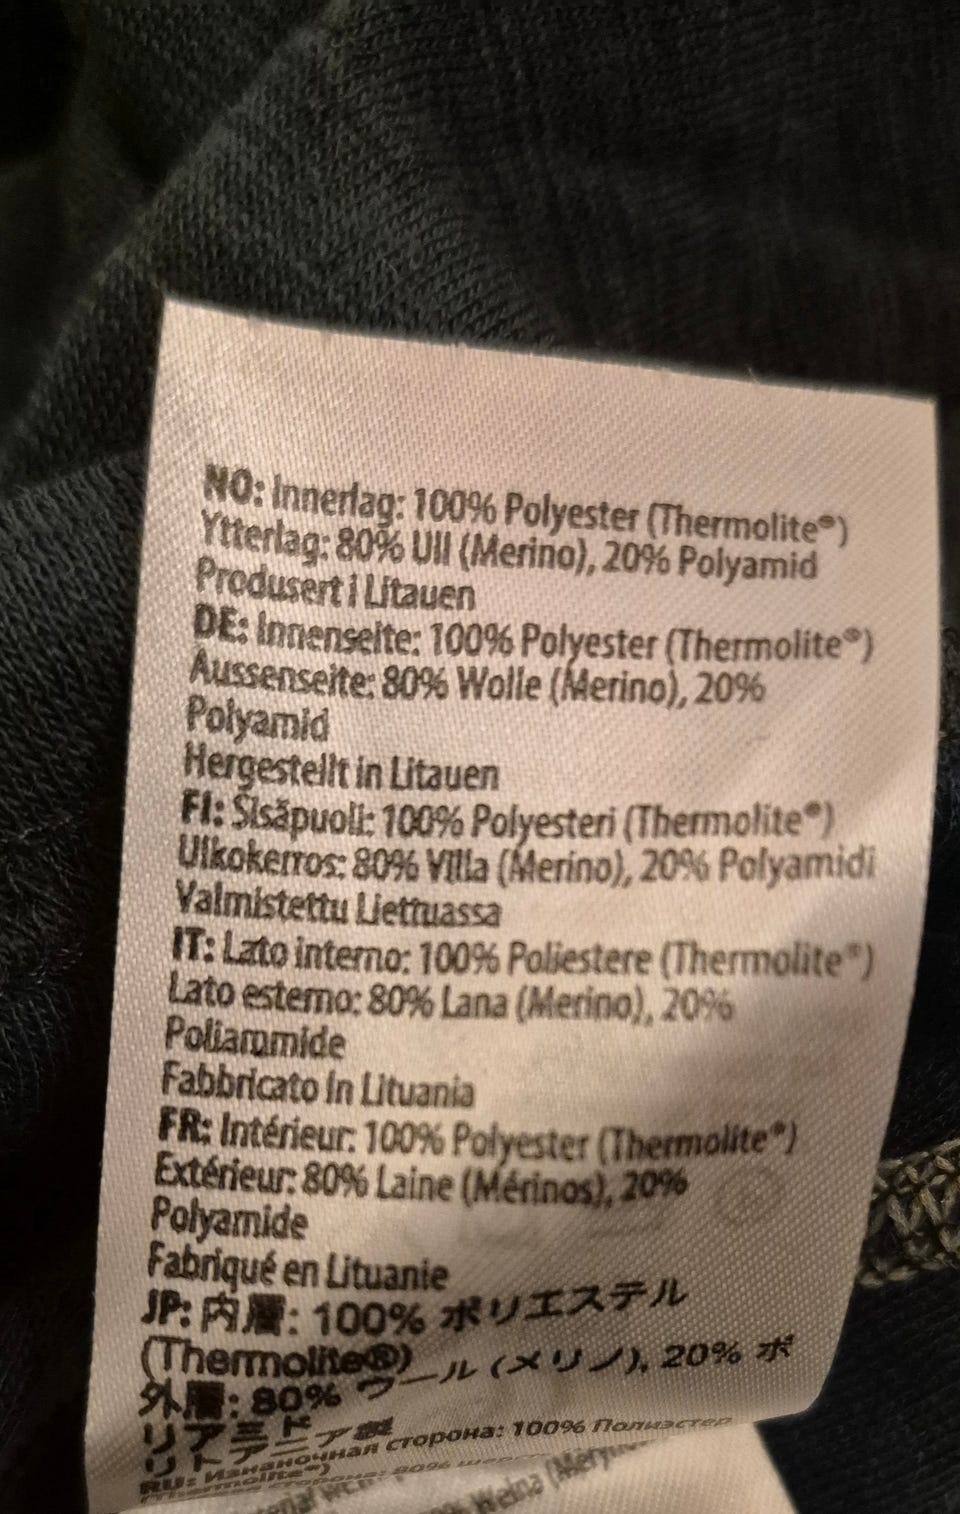 NO: Innerlag: 100% Polyester (Thermolite®)
Ytterlag: 80% Ull (Merino), 20% Polyamid
Produsert i Litauen
DE: Innenseite: 100% Polyester (Thermolite®)
Aussenseite: 80% Wolle (Merino), 20%
Polyamid
Hergestellt in Litauen
FI: Sisäpuoli: 100% Polyesteri (Thermolite®)
Ulkokerros: 80% Villa (Merino), 20% Polyamidi
Valmistettu Liettuassa
IT: Lato interno: 100% Poliestere (Thermolite®)
Lato esterno: 80% Lana (Merino), 20%
Poliammide
Fabbricato in Lituania
FR: Intérieur: 100% Polyester (Thermolite®)
Extérieur: 80% Laine (Mérinos), 20%
Polyamide
Fabriqué en Lituanie
JP: 内層: 100% ポリエステル
(Thermolite®)
外層: 80% ウール (メリノ), 20% ポ
リアミド
リトアニア製
RU: Изнаночная сторона: 100% Полиэстер
(Thermolite®)
сторона: 80%
Wełna